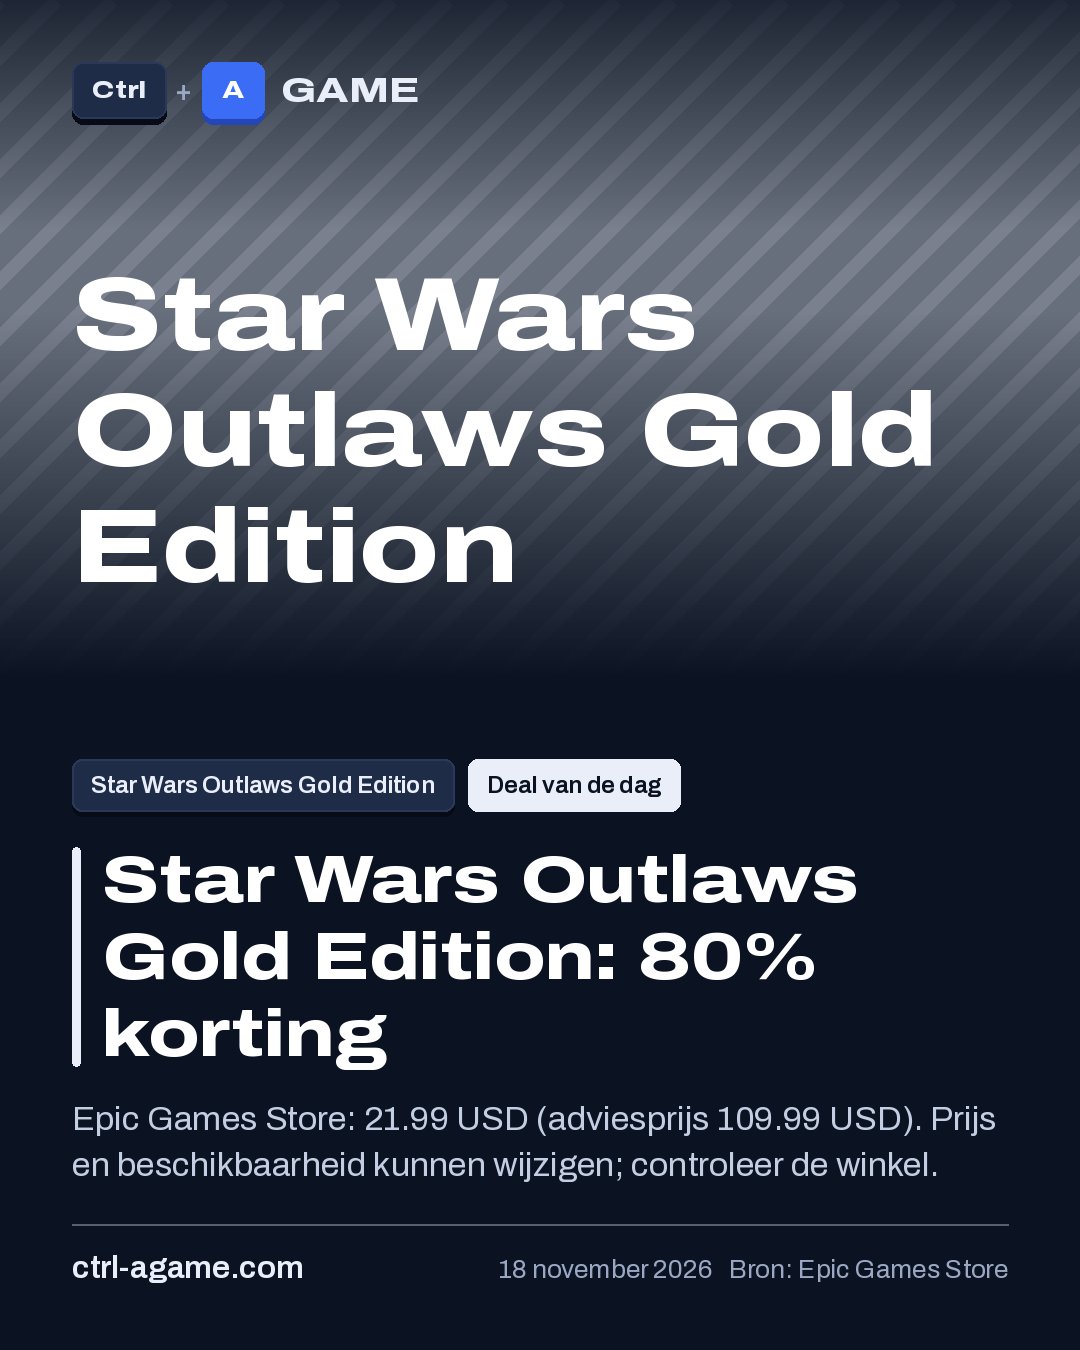 Ctrl + A GAME
Star Wars
Outlaws Gold
Edition
Star Wars Outlaws Gold Edition
Deal van de dag
Star Wars Outlaws
Gold Edition: 80%
korting
Epic Games Store: 21.99 USD (adviesprijs 109.99 USD). Prijs
en beschikbaarheid kunnen wijzigen; controleer de winkel.
ctrl-agame.com
18 november 2026 Bron: Epic Games Store